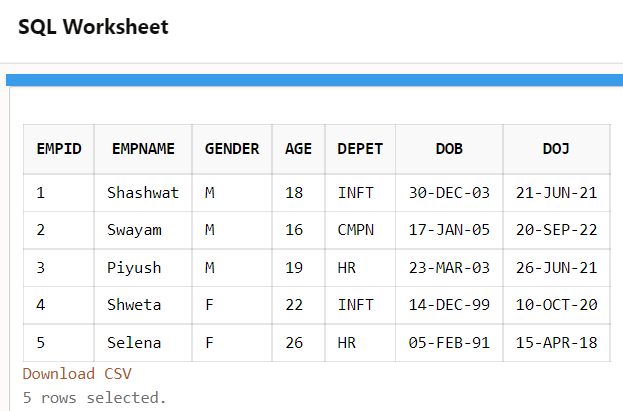 SQL Worksheet
EMPID EMPNAME GENDER AGE DEPET DOB DOJ
1 Shashwat M 18 INFT 30-DEC-03 21-JUN-21
2 Swayam M 16 CMPN 17-JAN-05 20-SEP-22
3 Piyush M 19 HR 23-MAR-03 26-JUN-21
4 Shweta F 22 INFT 14-DEC-99 10-OCT-20
5 Selena F 26 HR 05-FEB-91 15-APR-18
Download CSV
5 rows selected.